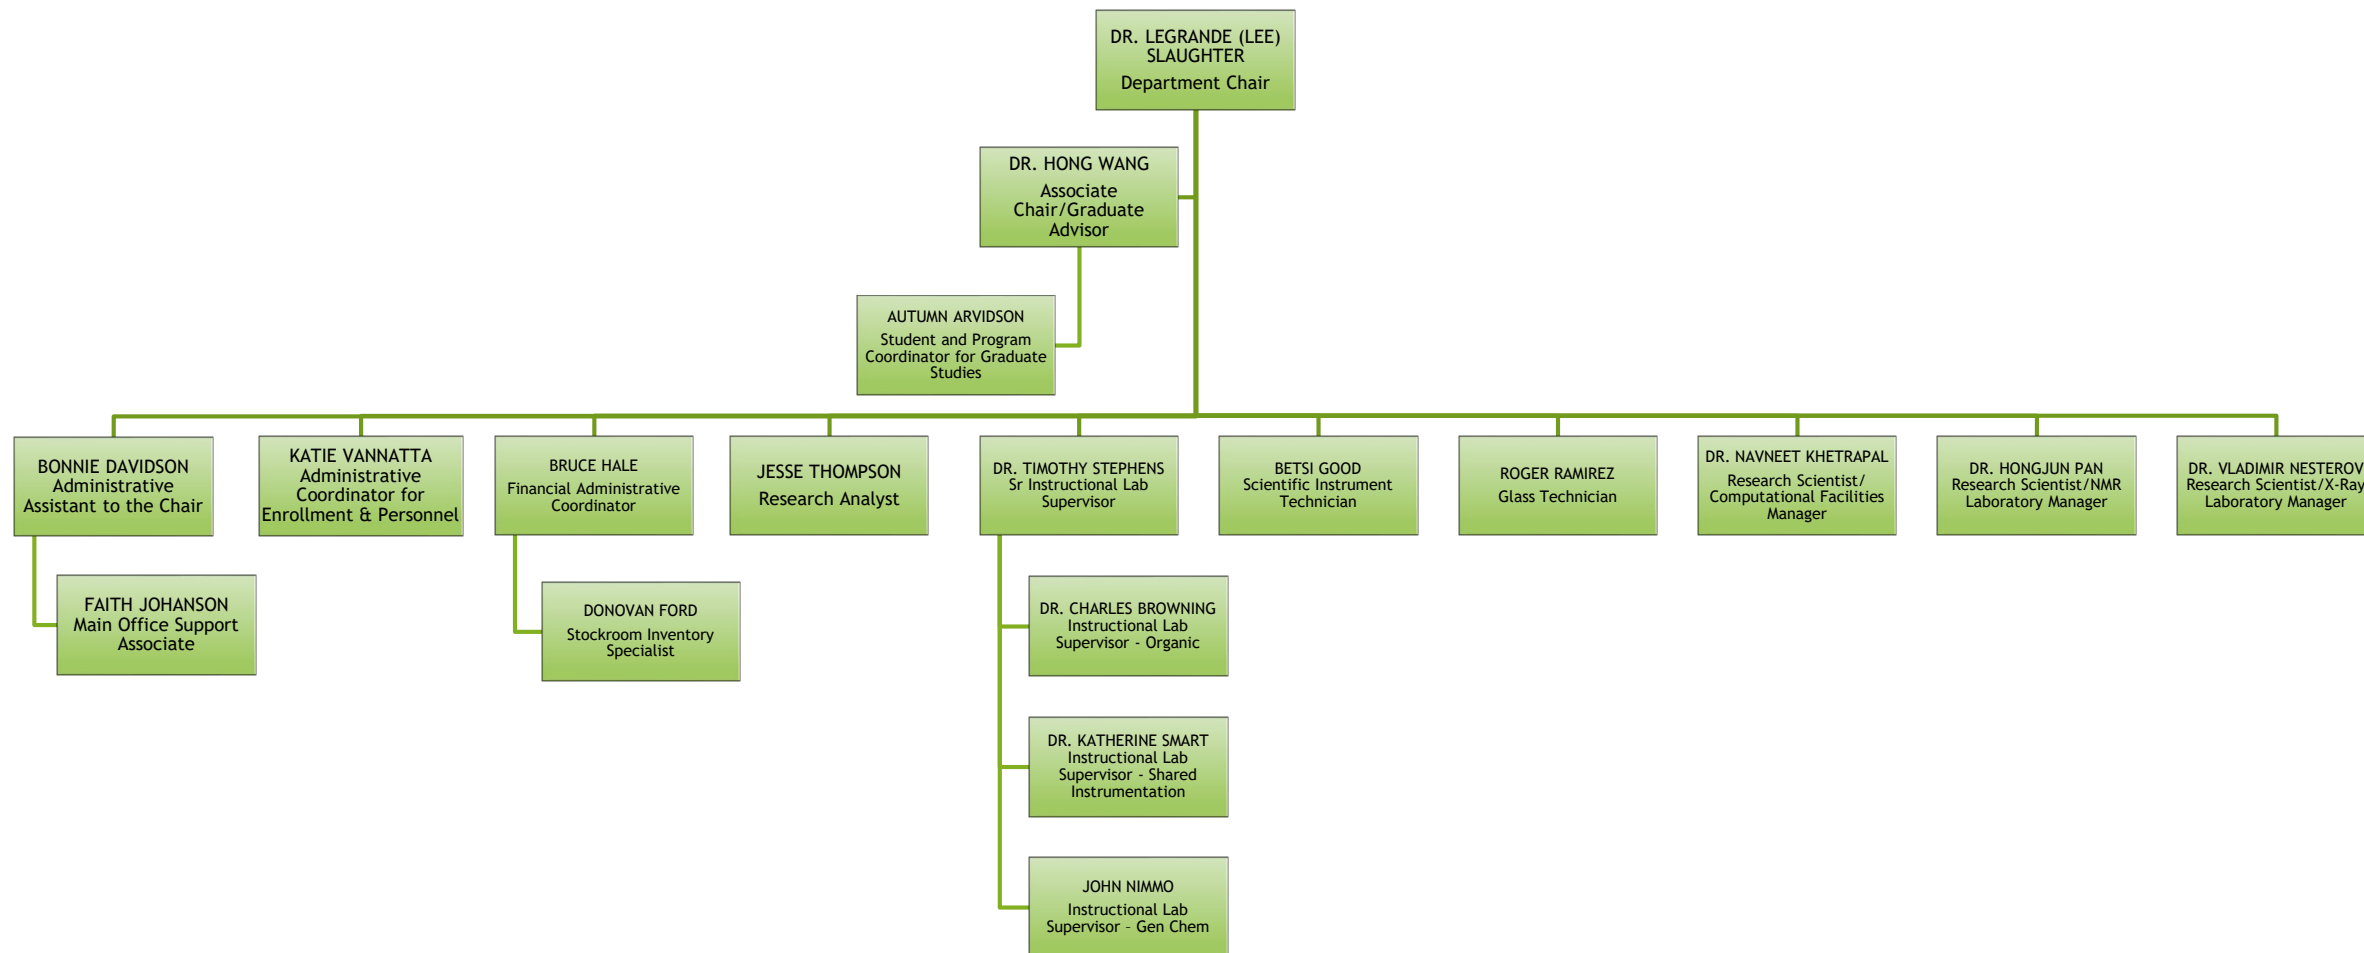 DR. LEGRANDE (LEE)
SLAUGHTER
Department Chair
DR. HONG WANG
Associate
Chair/Graduate
Advisor
AUTUMN ARVIDSON
Student and Program
Coordinator for Graduate
Studies
BONNIE DAVIDSON
Administrative
Assistant to the Chair
KATIE VANNATTA
Administrative
Coordinator for
Enrollment & Personnel
BRUCE HALE
Financial Administrative
Coordinator
JESSE THOMPSON
Research Analyst
DR. TIMOTHY STEPHENS
Sr Instructional Lab
Supervisor
BETSI GOOD
Scientific Instrument
Technician
ROGER RAMIREZ
Glass Technician
DR. NAVNEET KHETRAPAL
Research Scientist/
Computational Facilities
Manager
DR. HONGJUN PAN
Research Scientist/NMR
Laboratory Manager
DR. VLADIMIR NESTEROV
Research Scientist/X-Ray
Laboratory Manager
FAITH JOHANSON
Main Office Support
Associate
DONOVAN FORD
Stockroom Inventory
Specialist
DR. CHARLES BROWNING
Instructional Lab
Supervisor - Organic
DR. KATHERINE SMART
Instructional Lab
Supervisor - Shared
Instrumentation
JOHN NIMMO
Instructional Lab
Supervisor – Gen Chem